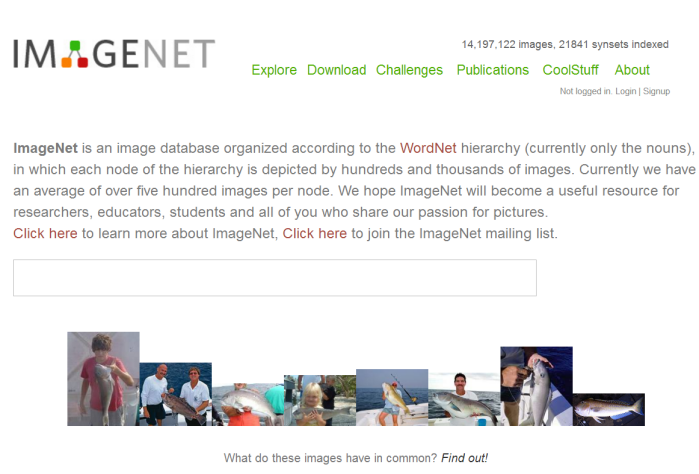 IMAGENET
14,197,122 images, 21841 synsets indexed
Explore Download Challenges Publications CoolStuff About
Not logged in. Login | Signup
ImageNet is an image database organized according to the WordNet hierarchy (currently only the nouns),
in which each node of the hierarchy is depicted by hundreds and thousands of images. Currently we have
an average of over five hundred images per node. We hope ImageNet will become a useful resource for
researchers, educators, students and all of you who share our passion for pictures.
Click here to learn more about ImageNet, Click here to join the ImageNet mailing list.
What do these images have in common? Find out!